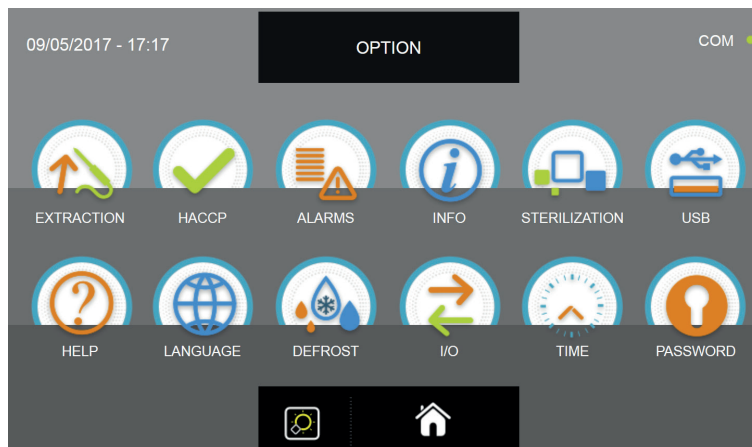 09/05/2017 - 17:17
OPTION
COM
EXTRACTION
HACCP
ALARMS
INFO
STERILIZATION
USB
HELP
LANGUAGE
DEFROST
I/O
TIME
PASSWORD